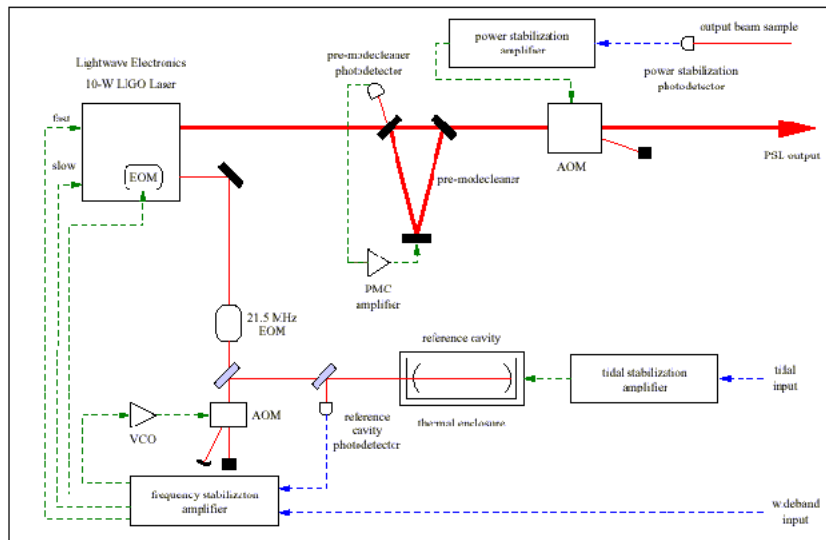 Lightwave Electronics
10-W LIGO Laser
pre-modecleaner
photodetector
power stabilization
amplifier
output beam sample
power stabilization
photodetector
fast
slow
EOM
AOM
PSL output
pre-modecleaner
PMC
amplifier
21.5 MHz
EOM
reference cavity
tidal stabilization
amplifier
tidal
input
VCO
AOM
reference
cavity
photodetector
thermal enclosure
frequency stabilizaton
amplifier
wideband
input